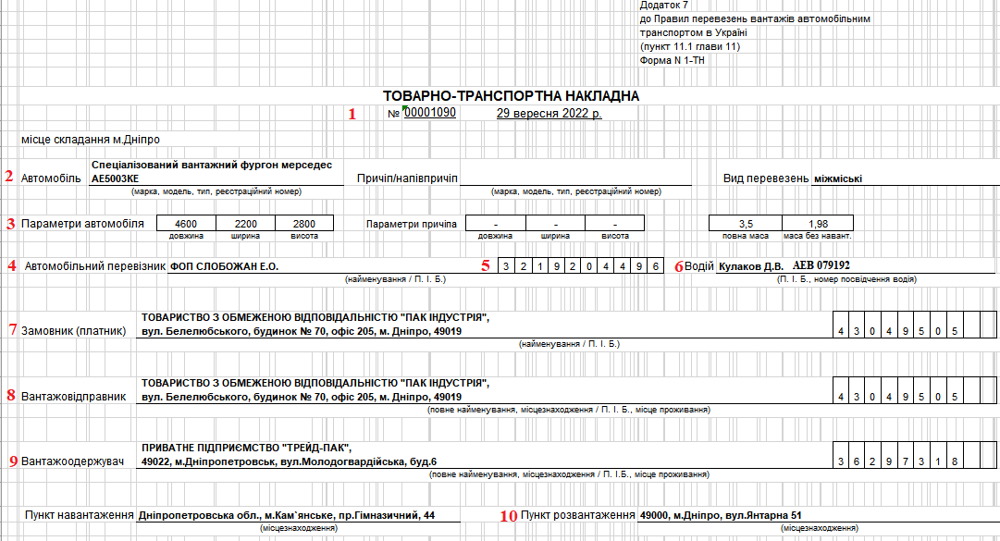 Додаток 7
до Правил перевезень вантажів автомобільним
транспортом в Україні
(пункт 11.1 глави 11)
Форма N 1-ТН
ТОВАРНО-ТРАНСПОРТНА НАКЛАДНА
1 № 00001090 29 вересня 2022 р.
місце складання м.Дніпро
Спеціалізований вантажний фургон мерседес
2 Автомобіль АЕ5003КЕ Причіп/напівпричіп Вид перевезень міжміські
(марка, модель, тип, реєстраційний номер) (марка, модель, тип, реєстраційний номер)
3 Параметри автомобіля 4600 2200 2800 Параметри причіпа - - - 3,5 1,98
довжина ширина висота довжина ширина висота повна маса маса без навант.
4 Автомобільний перевізник ФОП СЛОБОЖАН Е.О. 5 3 2 1 9 2 0 4 4 9 6 6 Водій Кулаков Д.В. АЕВ 079192
(найменування / П. І. Б.) (П. І. Б., номер посвідчення водія)
ТОВАРИСТВО З ОБМЕЖЕНОЮ ВІДПОВІДАЛЬНІСТЮ "ПАК ІНДУСТРІЯ",
7 Замовник (платник) вул. Белелюбського, будинок № 70, офіс 205, м. Дніпро, 49019 4 3 0 4 9 5 0 5
(найменування / П. І. Б.)
ТОВАРИСТВО З ОБМЕЖЕНОЮ ВІДПОВІДАЛЬНІСТЮ "ПАК ІНДУСТРІЯ",
8 Вантажовідправник вул. Белелюбського, будинок № 70, офіс 205, м. Дніпро, 49019 4 3 0 4 9 5 0 5
(повне найменування, місцезнаходження / П. І. Б., місце проживання)
ПРИВАТНЕ ПІДПРИЄМСТВО "ТРЕЙД-ПАК",
9 Вантажоодержувач 49022, м.Дніпропетровськ, вул.Молодогвардійська, буд.6 3 6 2 9 7 3 1 8
(повне найменування, місцезнаходження / П. І.Б., місце проживання)
Пункт навантаження Дніпропетровська обл., м.Кам`янське, пр.Гімназичний, 44 10 Пункт розвантаження 49000, м.Дніпро, вул.Янтарна 51
(місцезнаходження) (місцезнаходження)